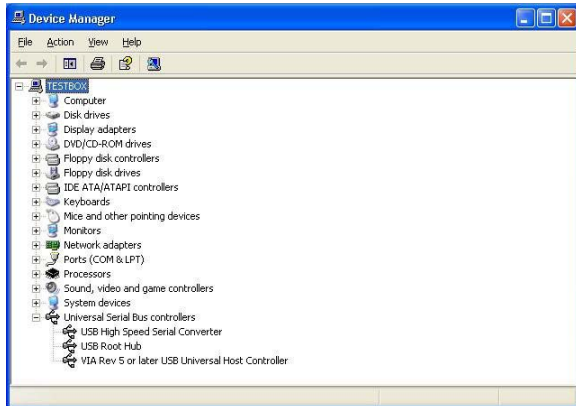 Device Manager
File Action View Help
TESTBOX
Computer
Disk drives
Display adapters
DVD/CD-ROM drives
Floppy disk controllers
Floppy disk drives
IDE ATA/ATAPI controllers
Keyboards
Mice and other pointing devices
Monitors
Network adapters
Ports (COM & LPT)
Processors
Sound, video and game controllers
System devices
Universal Serial Bus controllers
USB High Speed Serial Converter
USB Root Hub
VIA Rev 5 or later USB Universal Host Controller